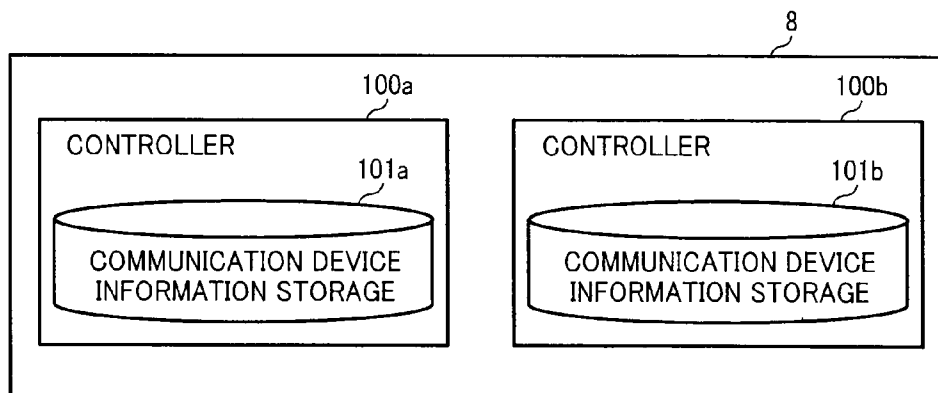 8
100a
100b
CONTROLLER
CONTROLLER
101a
101b
COMMUNICATION DEVICE
INFORMATION STORAGE
COMMUNICATION DEVICE
INFORMATION STORAGE